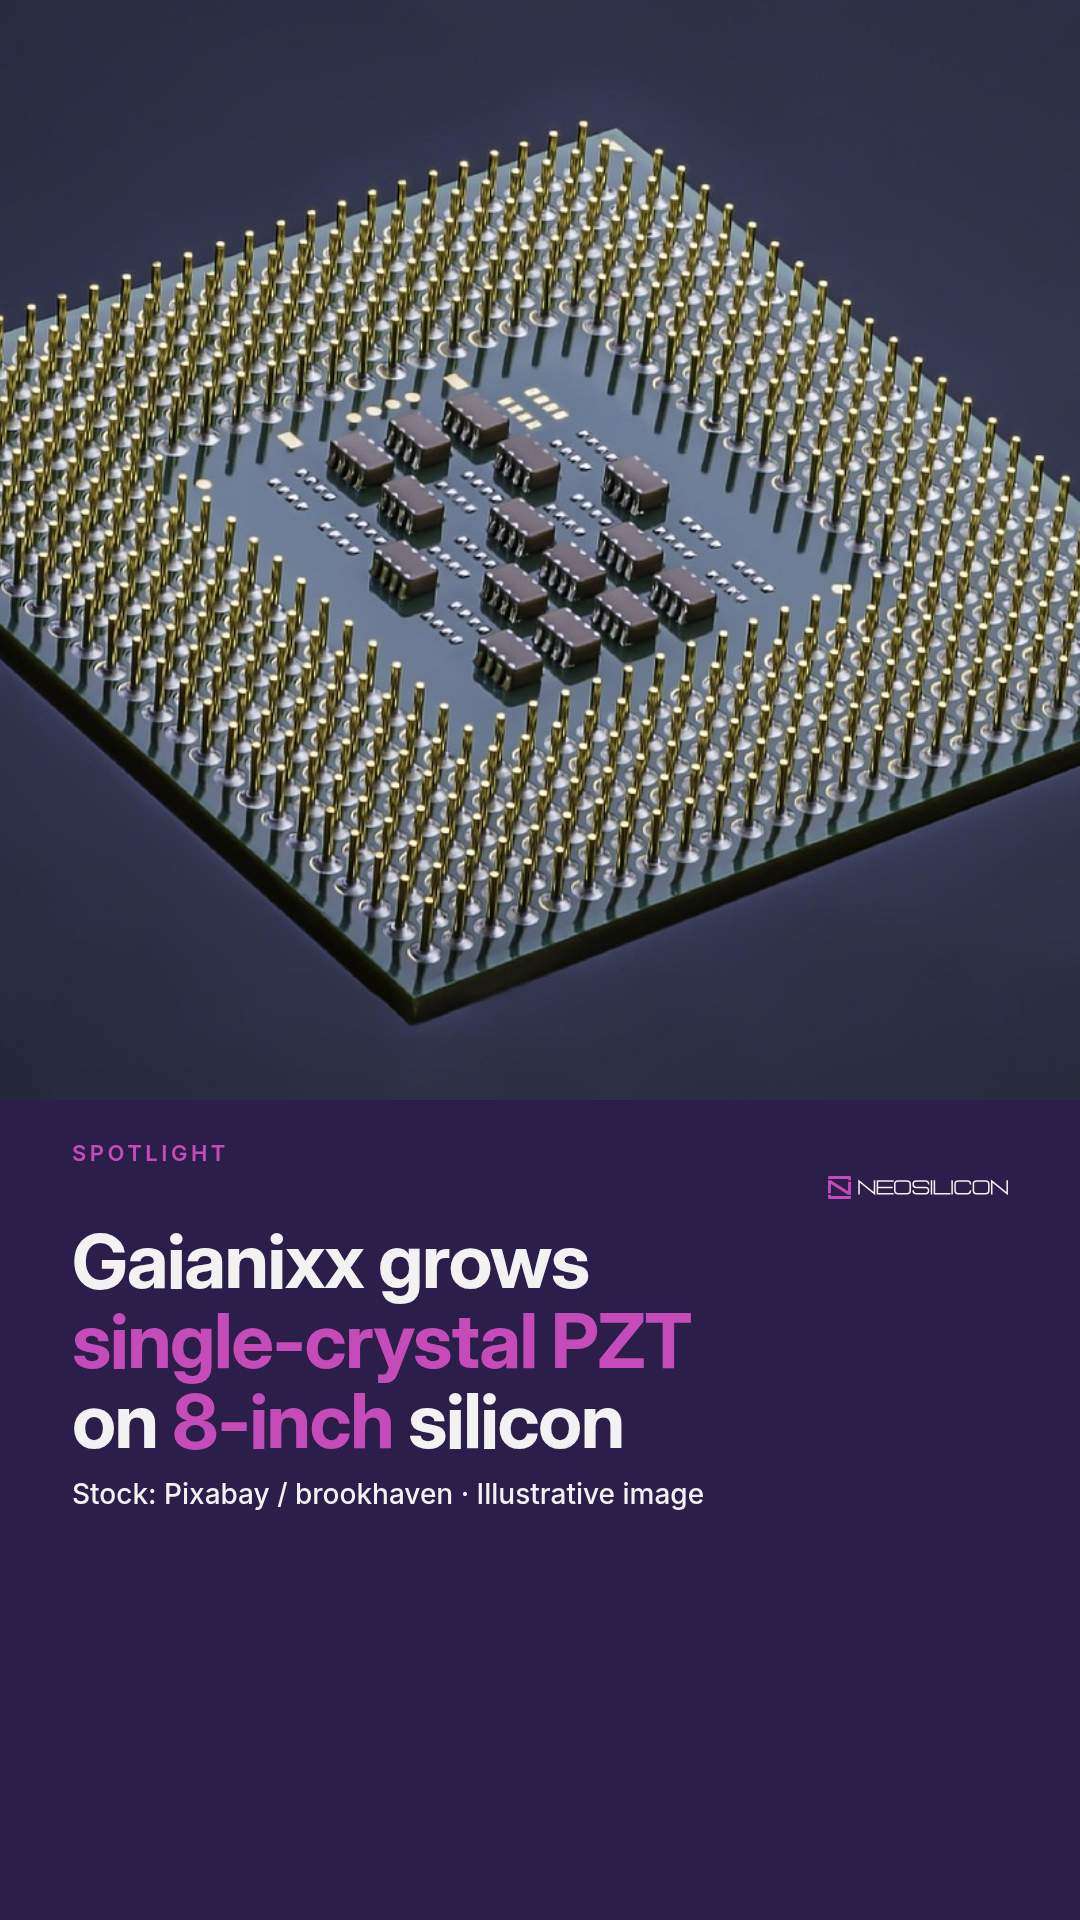 SPOTLIGHT
NEOSILICON
Gaianixx grows
single-crystal PZT
on 8-inch silicon
Stock: Pixabay / brookhaven · Illustrative image